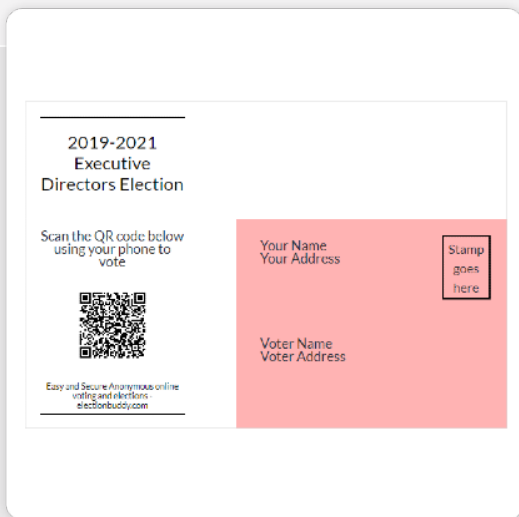 2019-2021
Executive
Directors Election
Scan the QR code below
using your phone to
vote
Easy and Secure Anonymous online
voting and elections -
electionbuddy.com
Your Name
Your Address
Stamp
goes
here
Voter Name
Voter Address